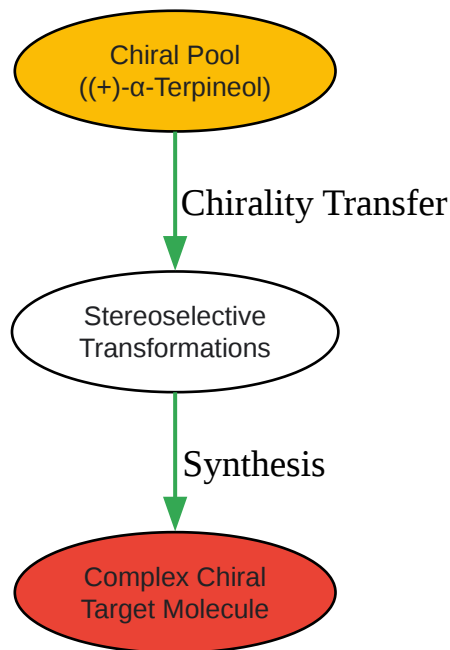 Chiral Pool
((+)-α-Terpineol)
Chirality Transfer
Stereoselective
Transformations
Synthesis
Complex Chiral
Target Molecule